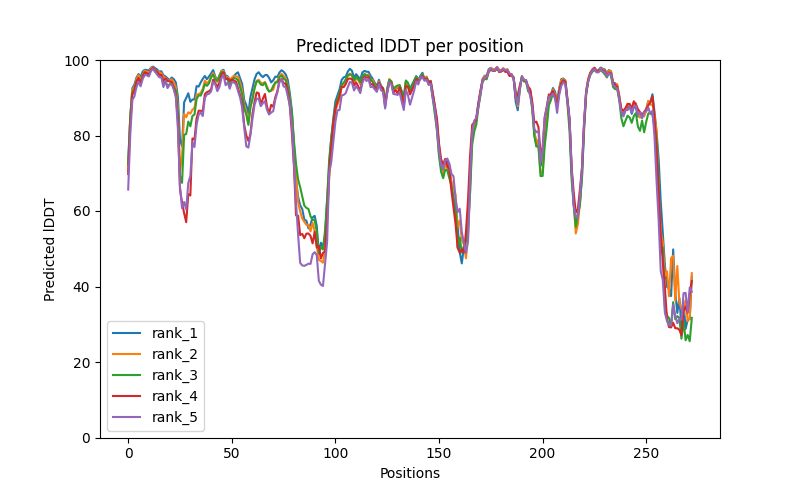 Predicted lDDT per position
Predicted lDDT
100
80
60
40
20
0
rank_1
rank_2
rank_3
rank_4
rank_5
0 50 100 150 200 250
Positions